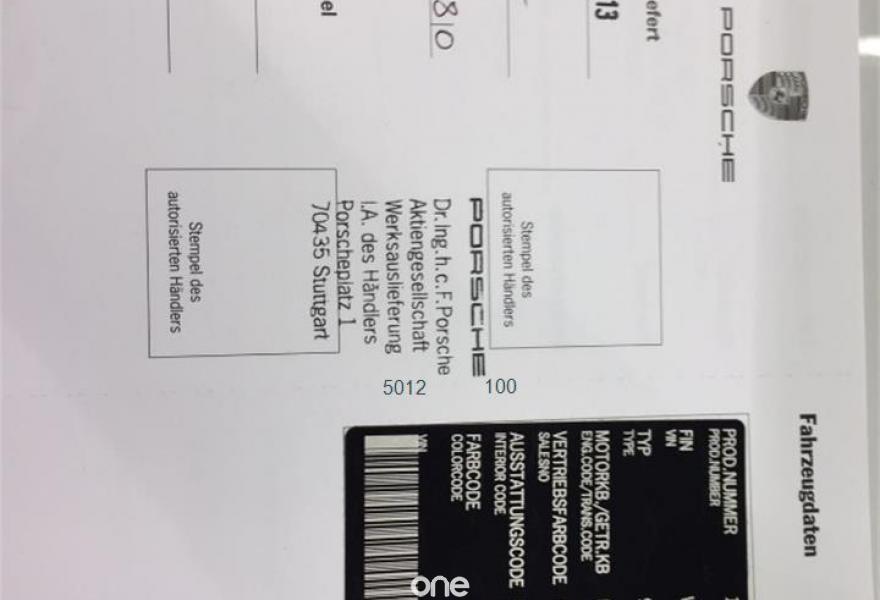 PORSCHE
efert
13
810
el
Stempel des
autorisierten Händlers
PORSCHE
Dr.Ing.h.c.F.Porsche
Aktiengesellschaft
Werksauslieferung
I.A. des Händlers
Porscheplatz 1
70435 Stuttgart
Stempel des
autorisierten Händlers
5012
100
Fahrzeugdaten
PROD.NUMMER
PROD.NUMBER
FIN
VIN
TYP
TYPE
MOTORKB./GETR.KB
ENG.CODE/TRANS.CODE
VERTRIEBSFARBCODE
SALESNO
AUSSTATTUNGSCODE
INTERIOR CODE
FARBCODE
COLORCODE
VIN
one